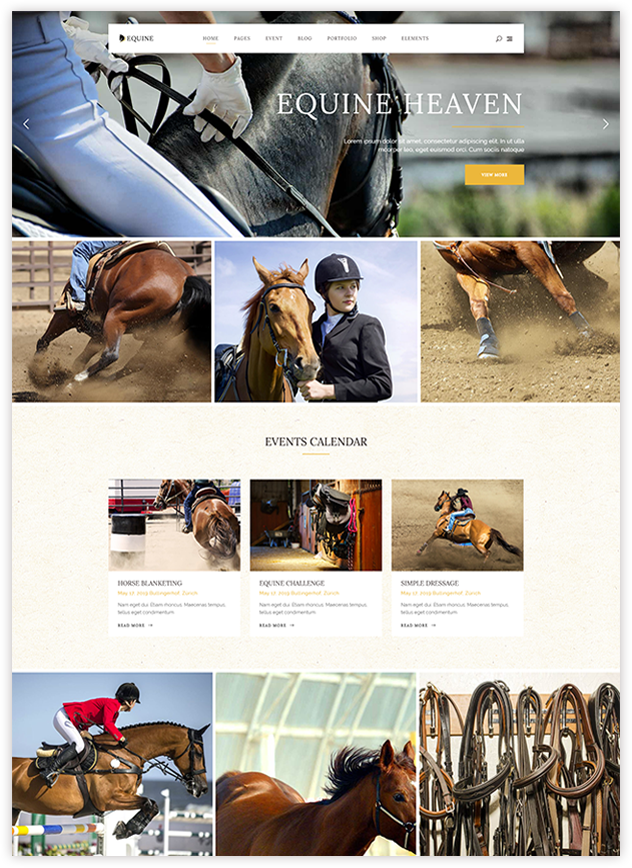 EQUINE
HOME PAGES EVENT BLOG PORTFOLIO SHOP ELEMENTS
EQUINE HEAVEN
Lorem ipsum dolor sit amet, consectetur adipiscing elit. In ut ulla
mcorper leo, eget euismod orci. Cum sociis natoque
VIEW MORE
EVENTS CALENDAR
HORSE BLANKETING
May 17, 2019 Busingerhof, Zurich
Nam eget dui. Etiam rhoncus. Maecenas tempus,
tellus eget condimentum
READ MORE →
EQUINE CHALLENGE
May 17, 2019 Busingerhof, Zurich
Nam eget dui. Etiam rhoncus. Maecenas tempus,
tellus eget condimentum
READ MORE →
SIMPLE DRESSAGE
May 17, 2019 Busingerhof, Zurich
Nam eget dui. Etiam rhoncus. Maecenas tempus,
tellus eget condimentum
READ MORE →